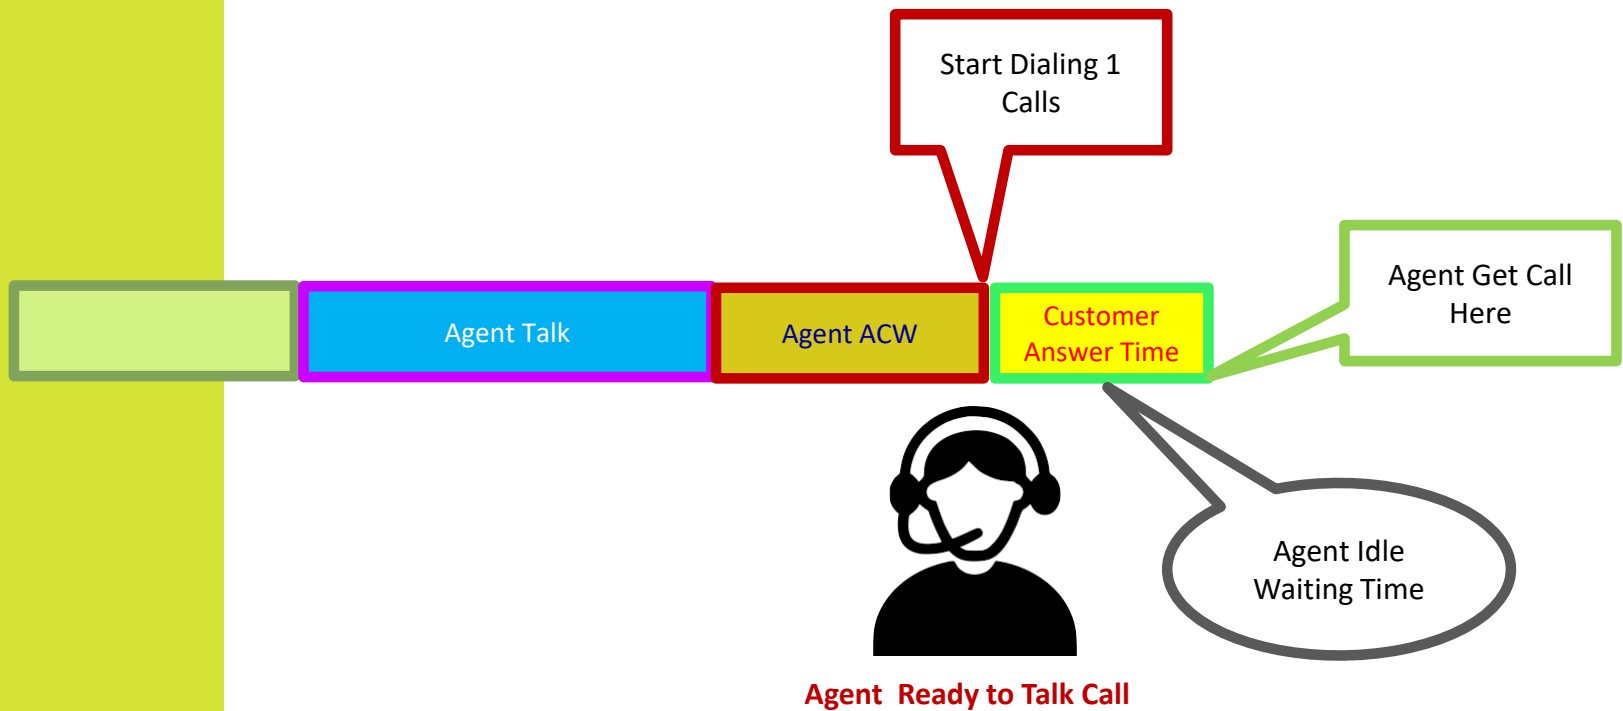 Start Dialing 1
Calls
Agent Get Call
Here
Agent Talk
Agent ACW
Customer
Answer Time
Agent Idle
Waiting Time
Agent  Ready to Talk Call